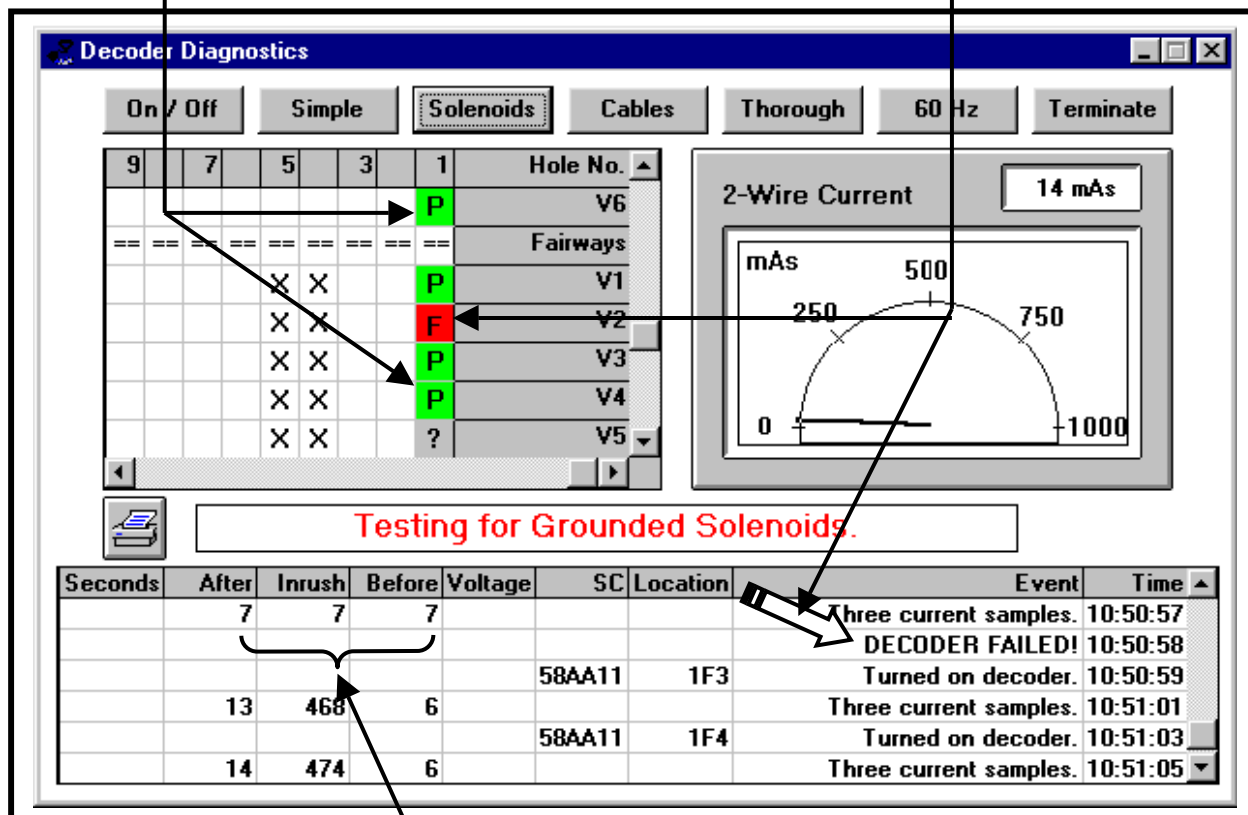 Decoder Diagnostics
On / Off Simple Solenoids Cables Thorough 60 Hz Terminate
9 7 5 3 1 Hole No.
P V6
== == == == == == == == == Fairways
X X P V1
X X F V2
X X P V3
X X P V4
X X ? V5
2-Wire Current 14 mAs
mAs
0 250 500 750 1000
Testing for Grounded Solenoids.
Seconds After Inrush Before Voltage SC Location Event Time
7 7 7 Three current samples. 10:50:57
DECODER FAILED! 10:50:58
58AA11 1F3 Turned on decoder. 10:50:59
13 468 6 Three current samples. 10:51:01
58AA11 1F4 Turned on decoder. 10:51:03
14 474 6 Three current samples. 10:51:05